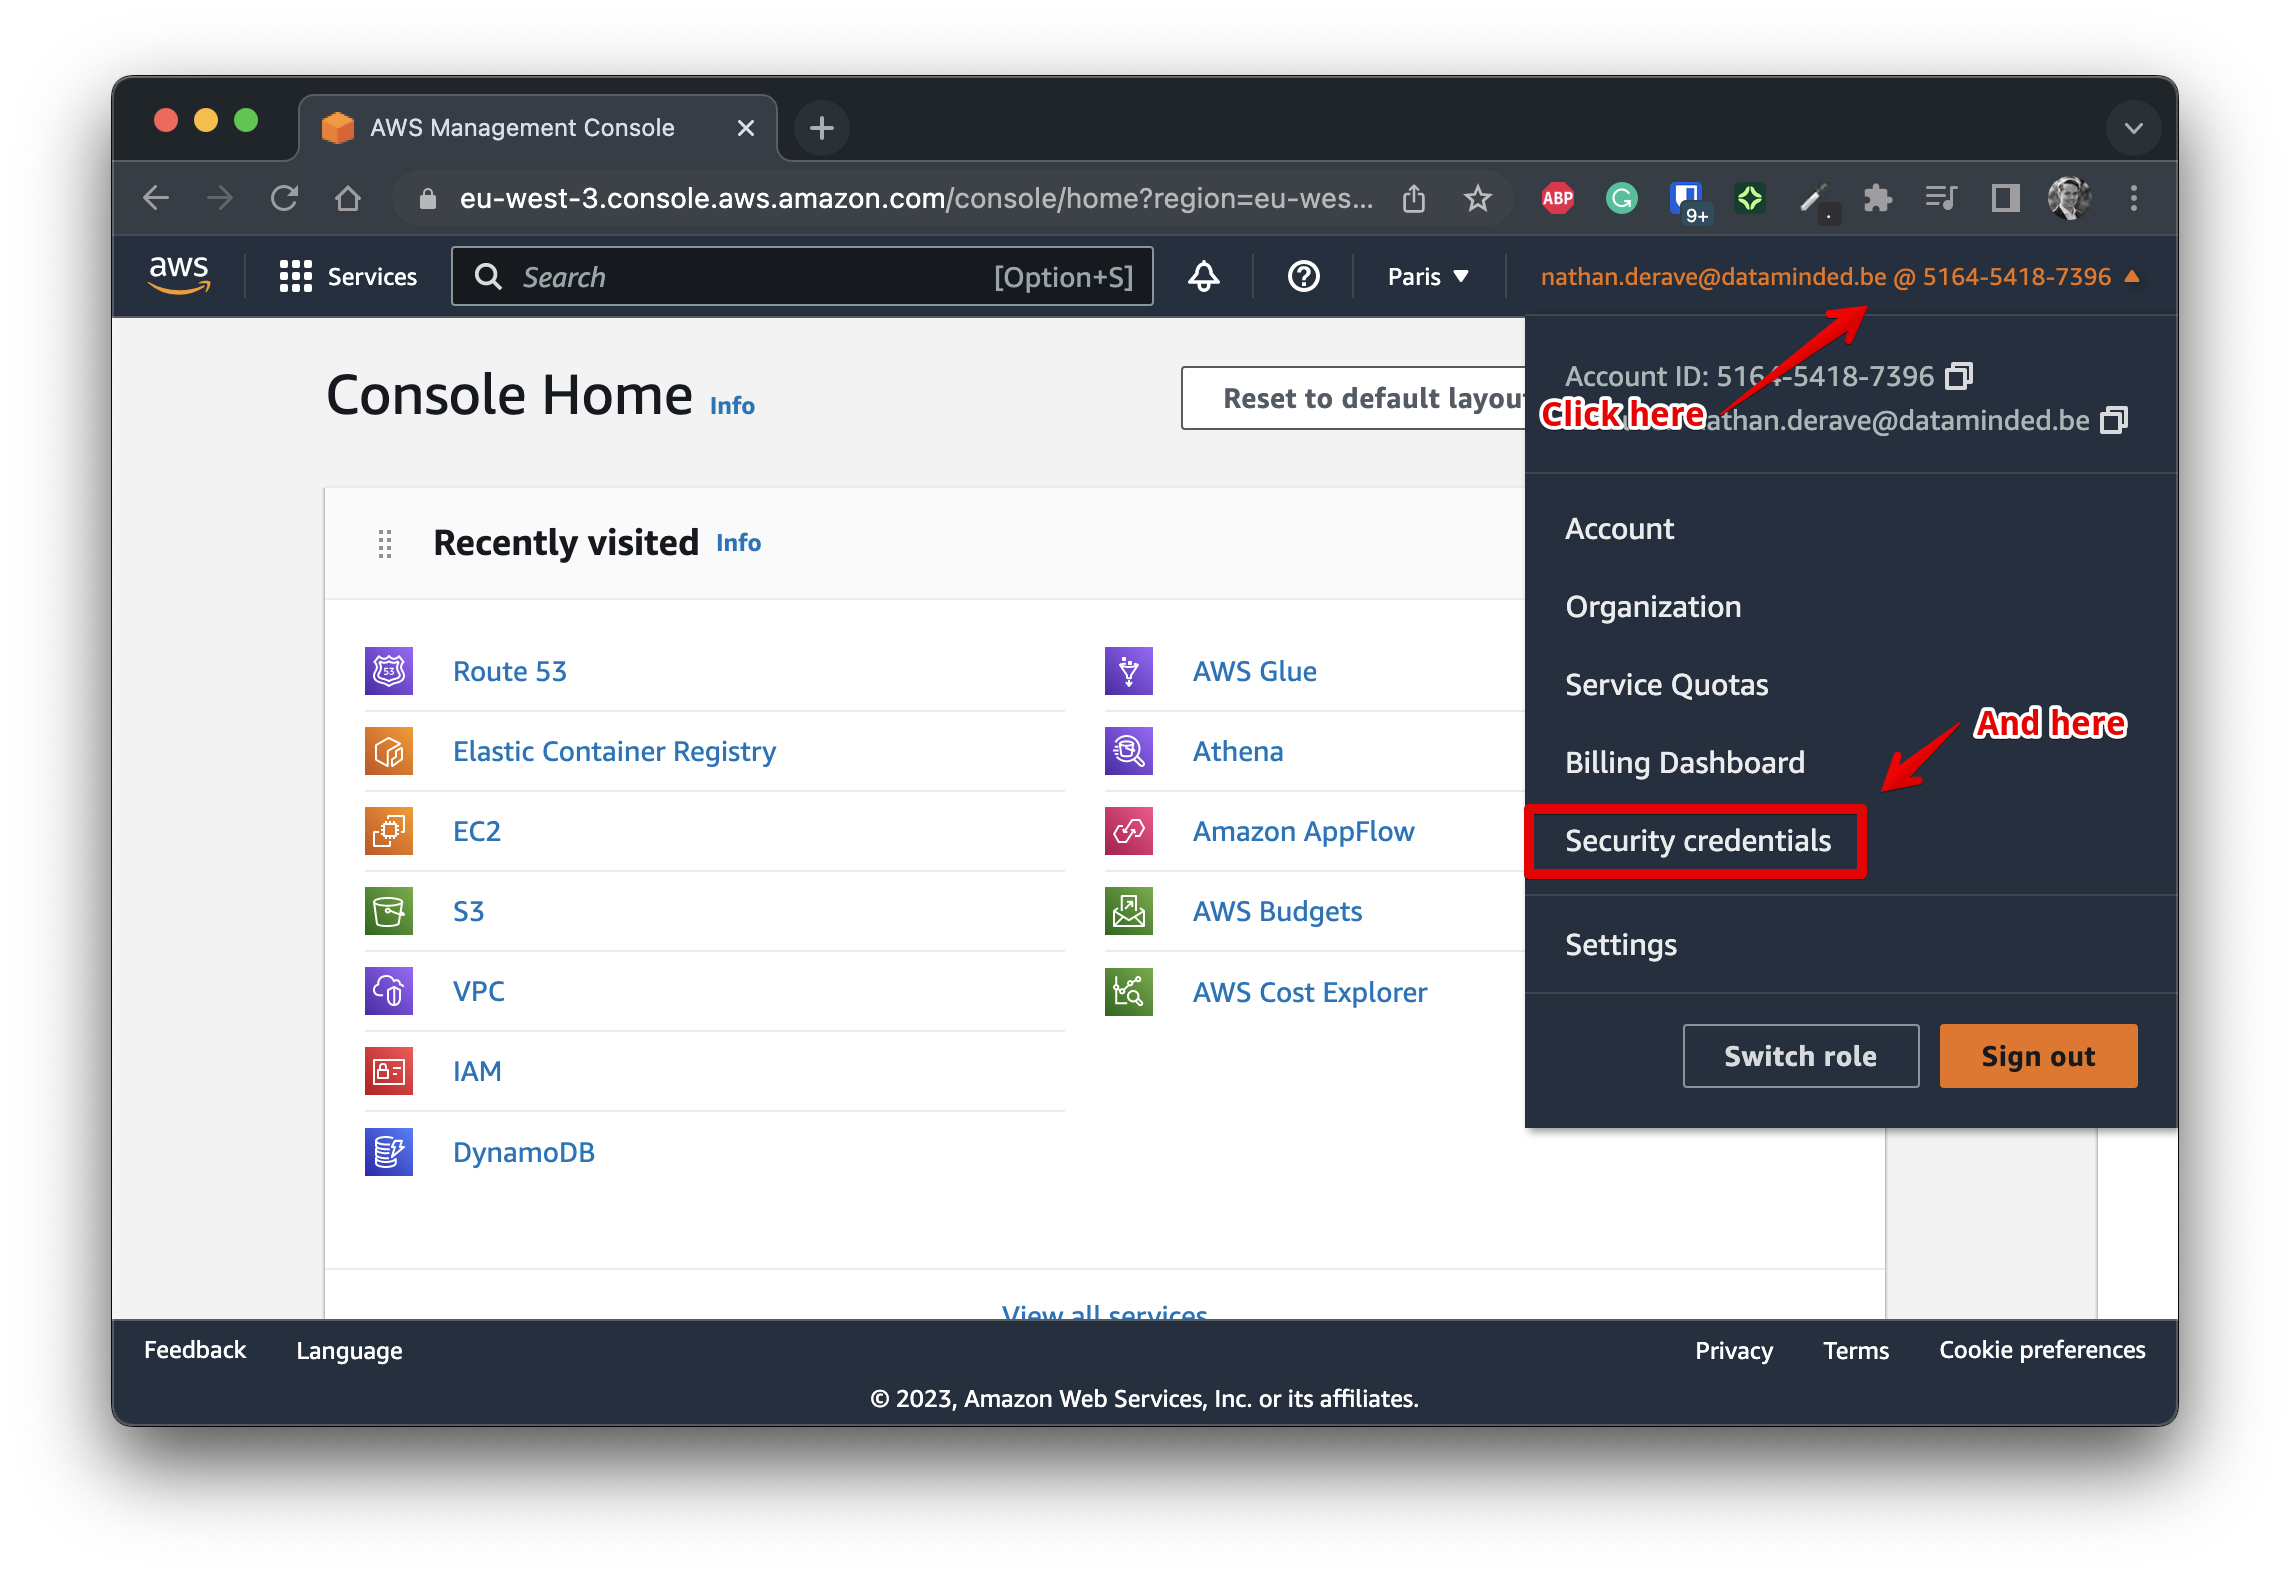 AWS Management Console
eu-west-3.console.aws.amazon.com/console/home?region=eu-wes...
ABP
G
9+
aws
Services
Search
[Option+S]
Paris
nathan.derave@dataminded.be @ 5164-5418-7396
Console Home
Info
Reset to default layou
Account ID: 5164-5418-7396
Click here
athan.derave@dataminded.be
Recently visited
Info
Account
Organization
Service Quotas
And here
Billing Dashboard
Security credentials
Settings
Switch role
Sign out
53
Route 53
Elastic Container Registry
EC2
S3
VPC
IAM
DynamoDB
AWS Glue
Athena
Amazon AppFlow
AWS Budgets
AWS Cost Explorer
View all services
Feedback
Language
Privacy
Terms
Cookie preferences
© 2023, Amazon Web Services, Inc. or its affiliates.